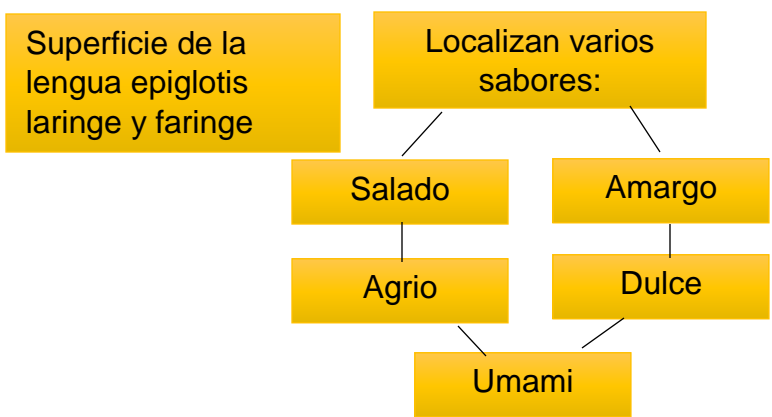 Superficie de la
lengua epiglotis
laringe y faringe
Localizan varios
sabores:
Salado
Amargo
Agrio
Dulce
Umami